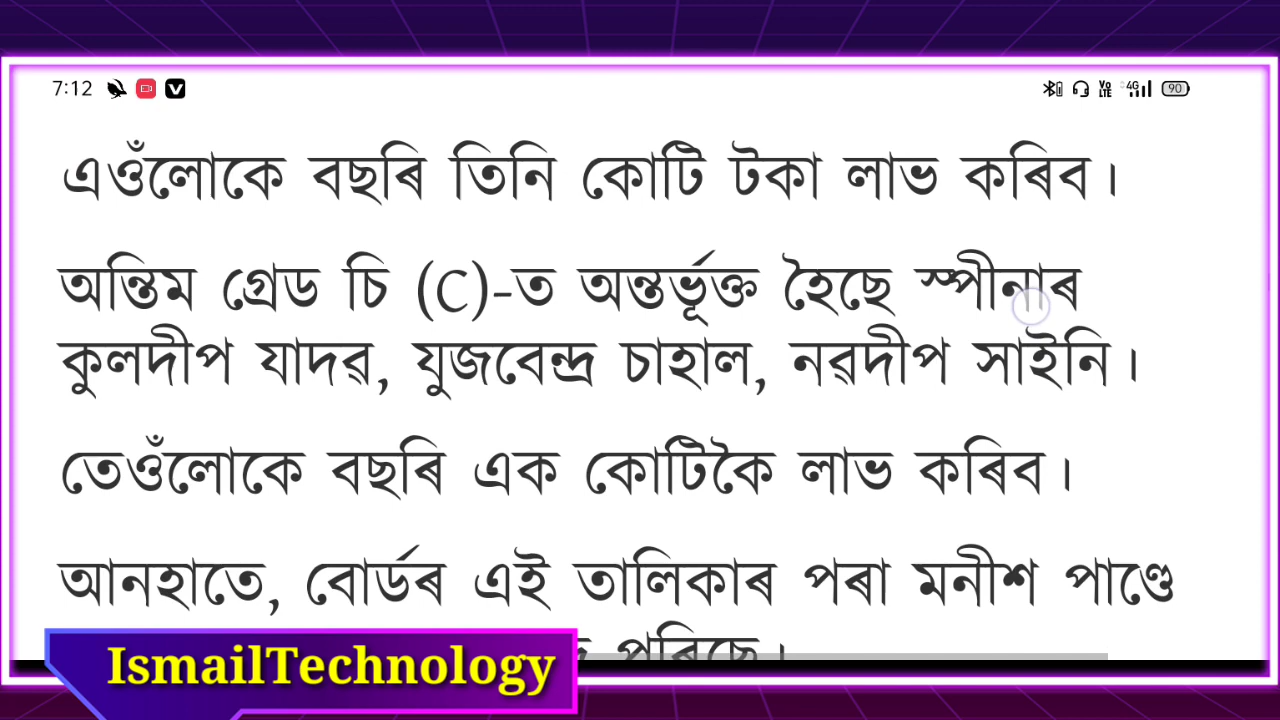 7:12
4G
90
এওঁলোকে বছৰি তিনি কোটি টকা লাভ কৰিব।
অন্তিম গ্ৰেড চি (C)-ত অন্তৰ্ভূক্ত হৈছে স্পীনাৰ
কুলদীপ যাদৱ, যুজবেন্দ্ৰ চাহাল, নৱদীপ সাইনি।
তেওঁলোকে বছৰি এক কোটিকৈ লাভ কৰিব।
আনহাতে, বোৰ্ডৰ এই তালিকাৰ পৰা মনীশ পাণ্ডে
পৰিছে।
IsmailTechnology